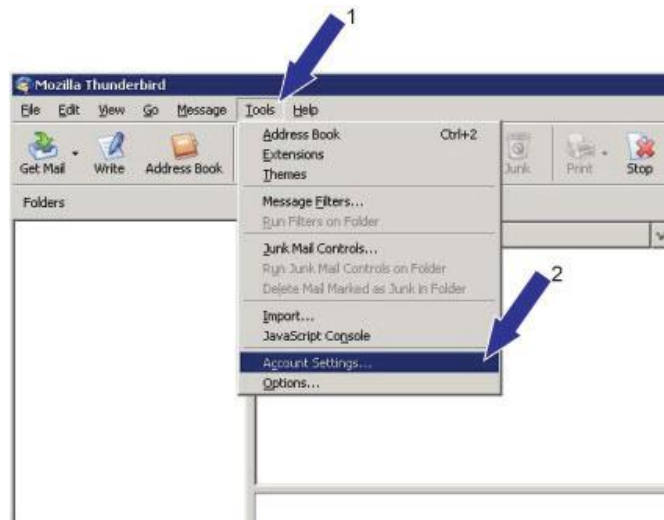 1
Mozilla Thunderbird
File Edit View Go Message Tools Help
Get Mail Write Address Book Junk Print Stop
Address Book Ctrl+2
Extensions
Themes
Folders
Message Filters...
Run Filters on Folder
Junk Mail Controls...
Run Junk Mail Controls on Folder
Delete Mail Marked as Junk in Folder
2
Import...
JavaScript Console
Account Settings...
Options...